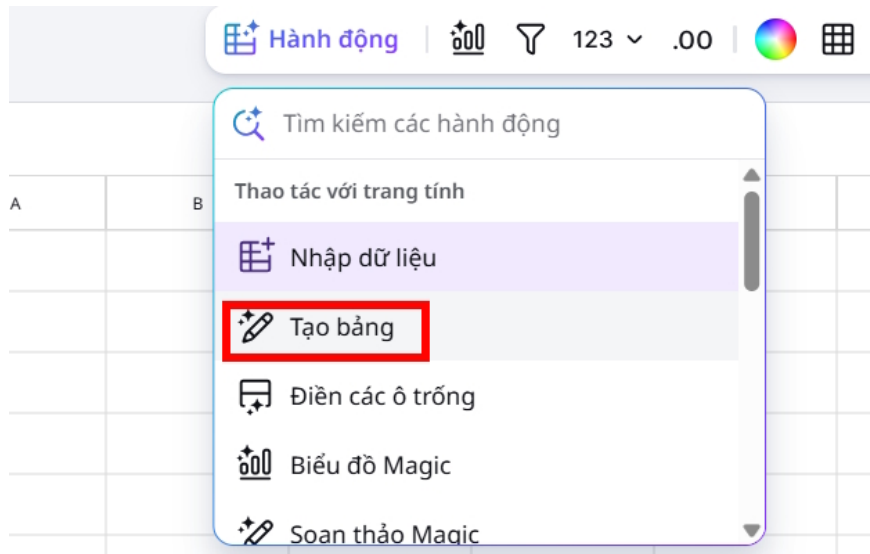 Hành động 123 .00
Tìm kiếm các hành động
Thao tác với trang tính
A B
Nhập dữ liệu
Tạo bảng
Điền các ô trống
Biểu đồ Magic
Soạn thảo Magic